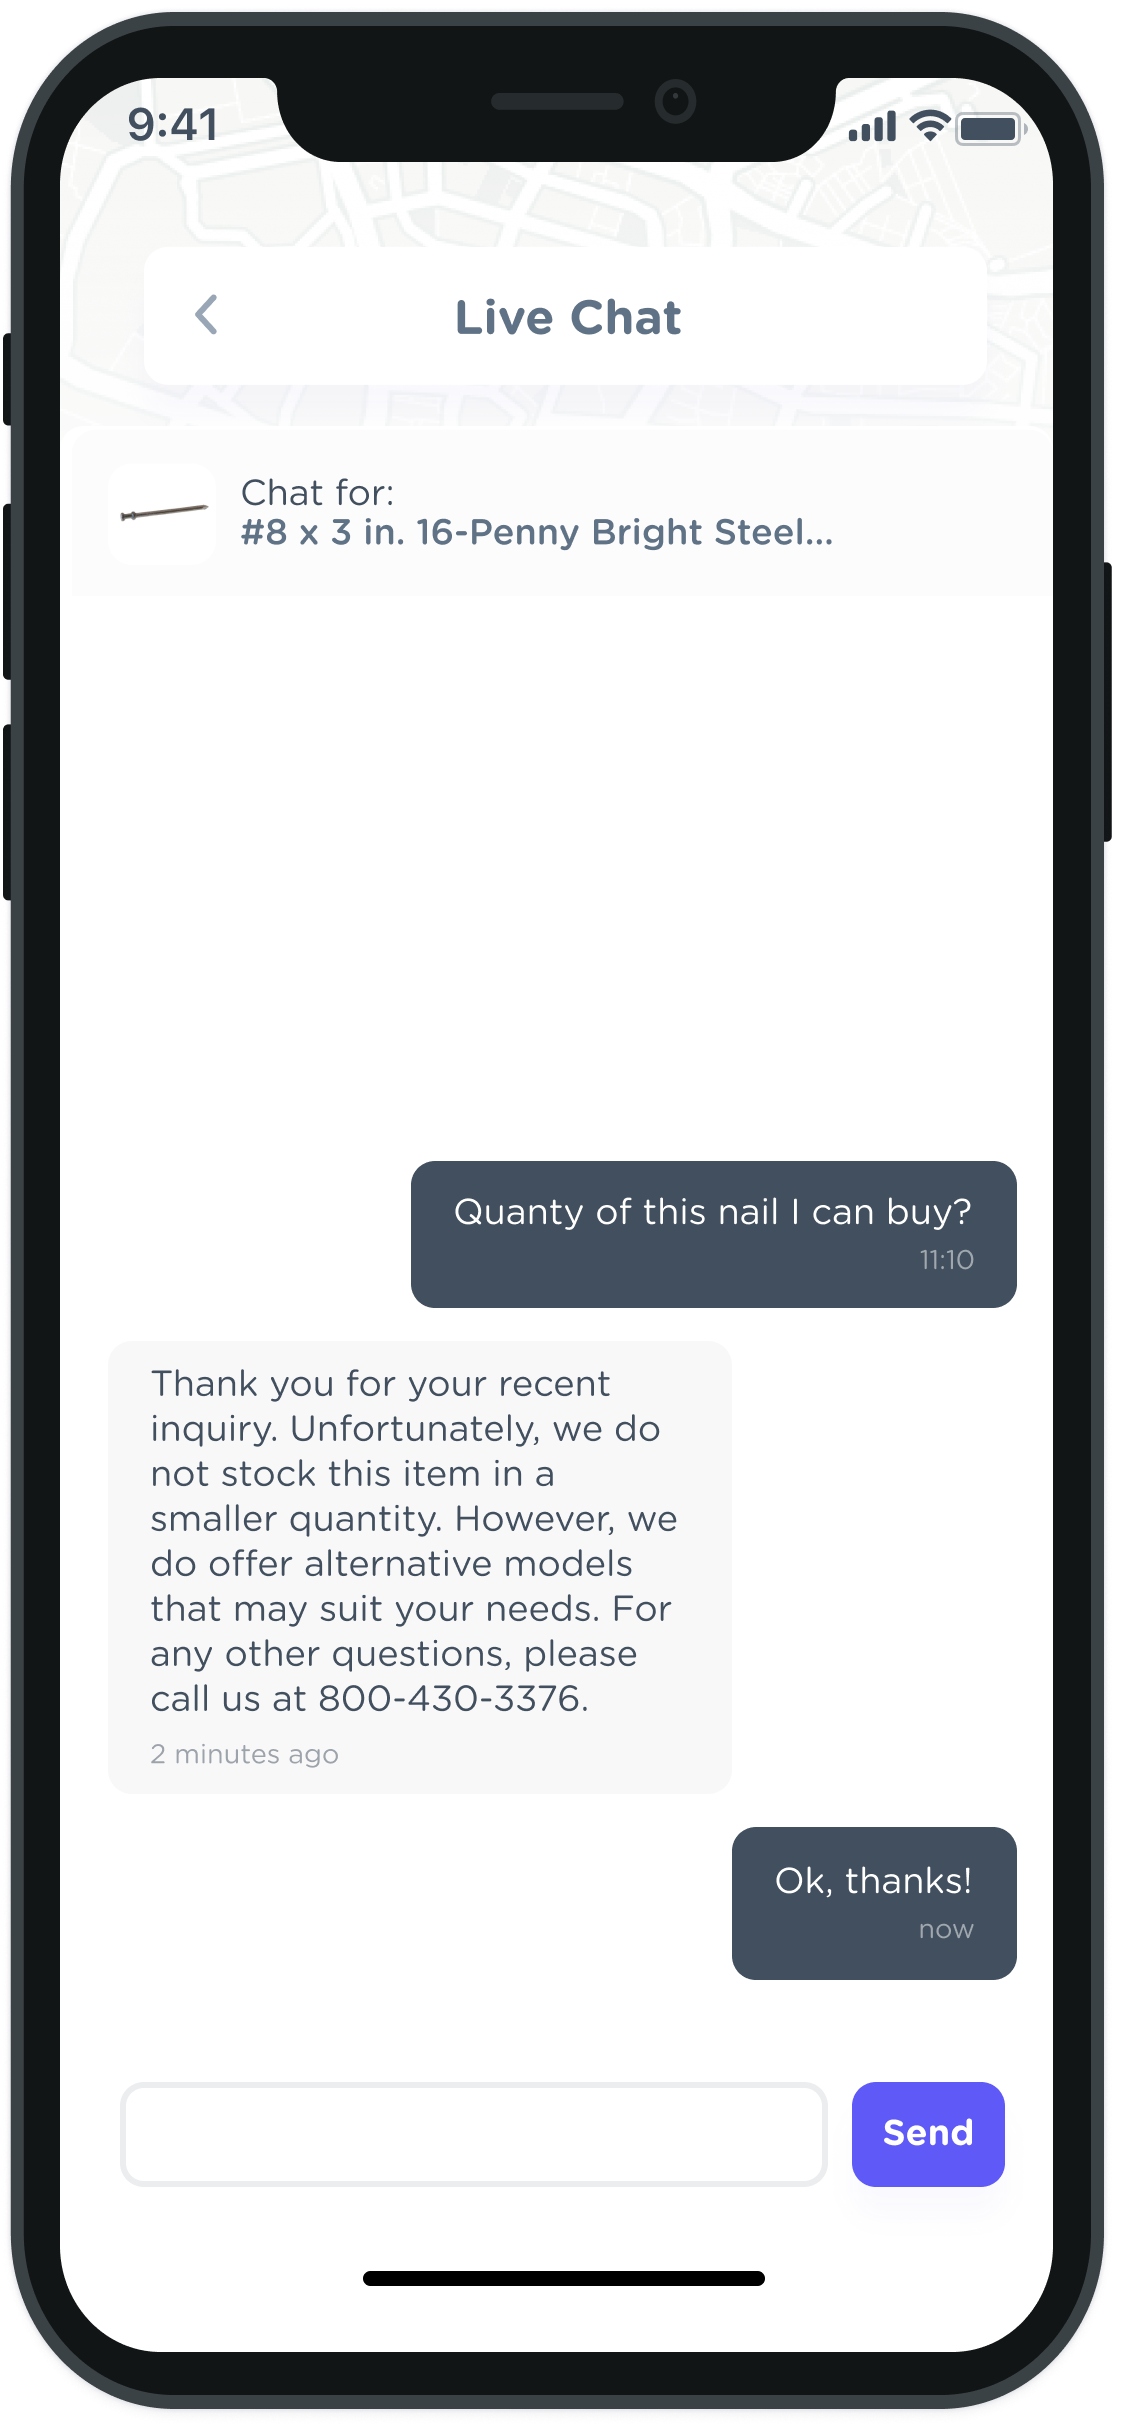 9:41
Live Chat
Chat for:
#8 x 3 in. 16-Penny Bright Steel...
Quanty of this nail I can buy?
11:10
Thank you for your recent
inquiry. Unfortunately, we do
not stock this item in a
smaller quantity. However, we
do offer alternative models
that may suit your needs. For
any other questions, please
call us at 800-430-3376.
2 minutes ago
Ok, thanks!
now
Send